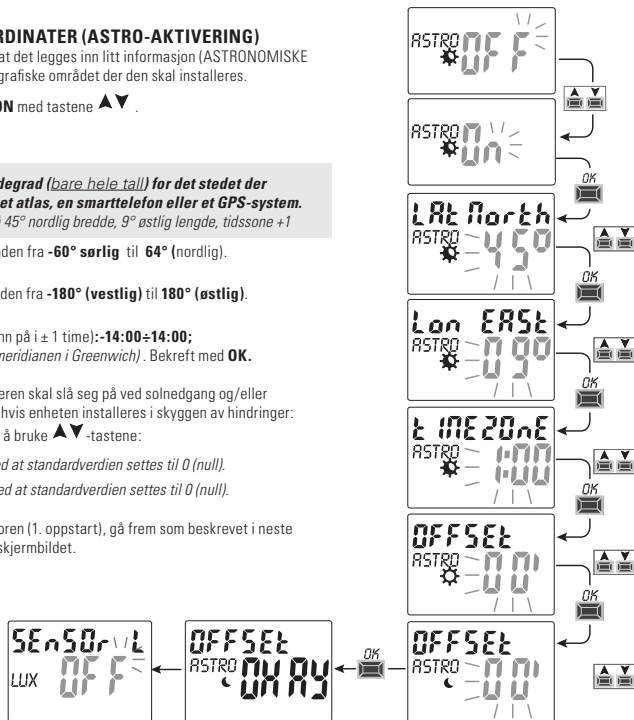 RDINATER (ASTRO-AKTIVERING)
at det legges inn litt informasjon (ASTRONOMISKE
grafiske området der den skal installeres.
ON med tastene ▲▼ .
degrad (bare hele tall) for det stedet der
et atlas, en smarttelefon eller et GPS-system.
45° nordlig bredde, 9° østlig lengde, tidssone +1
den fra -60° sørlig til 64° (nordlig).
den fra -180° (vestlig) til 180° (østlig).
nn på i ± 1 time):-14:00÷14:00;
meridianen i Greenwich) . Bekreft med OK.
eren skal slå seg på ved solnedgang og/eller
hvis enheten installeres i skyggen av hindringer:
å bruke ▲▼ -tastene:
d at standardverdien settes til 0 (null).
ed at standardverdien settes til 0 (null).
oren (1. oppstart), gå frem som beskrevet i neste
skjermbildet.
ASTRO OFF
ASTRO On
OK
LAt North
ASTRO 45°
OK
Lon EASt
ASTRO 09°
OK
tIMEZOnE
ASTRO 1:00
OK
OFFSEt
ASTRO 00'
OK
OFFSEt
ASTRO 00'
OK
OFFSEt
ASTRO OKAY
SEnSOr L
LUX OFF